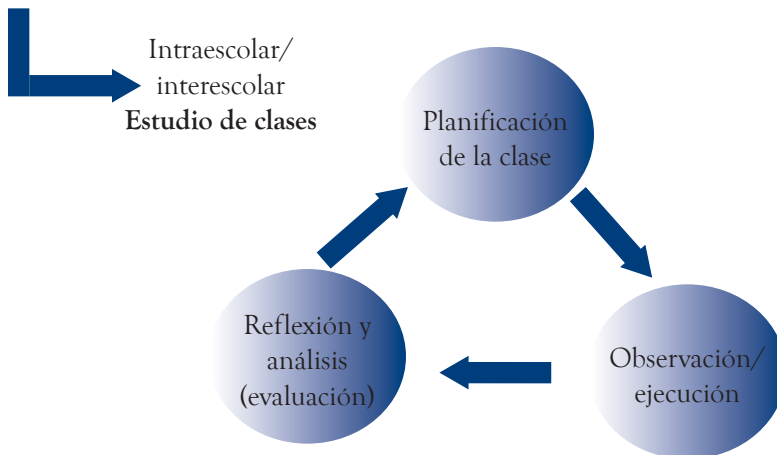 Intraescolar/
interescolar
Estudio de clases
Planificación
de la clase
Reflexión y
análisis
(evaluación)
Observación/
ejecución